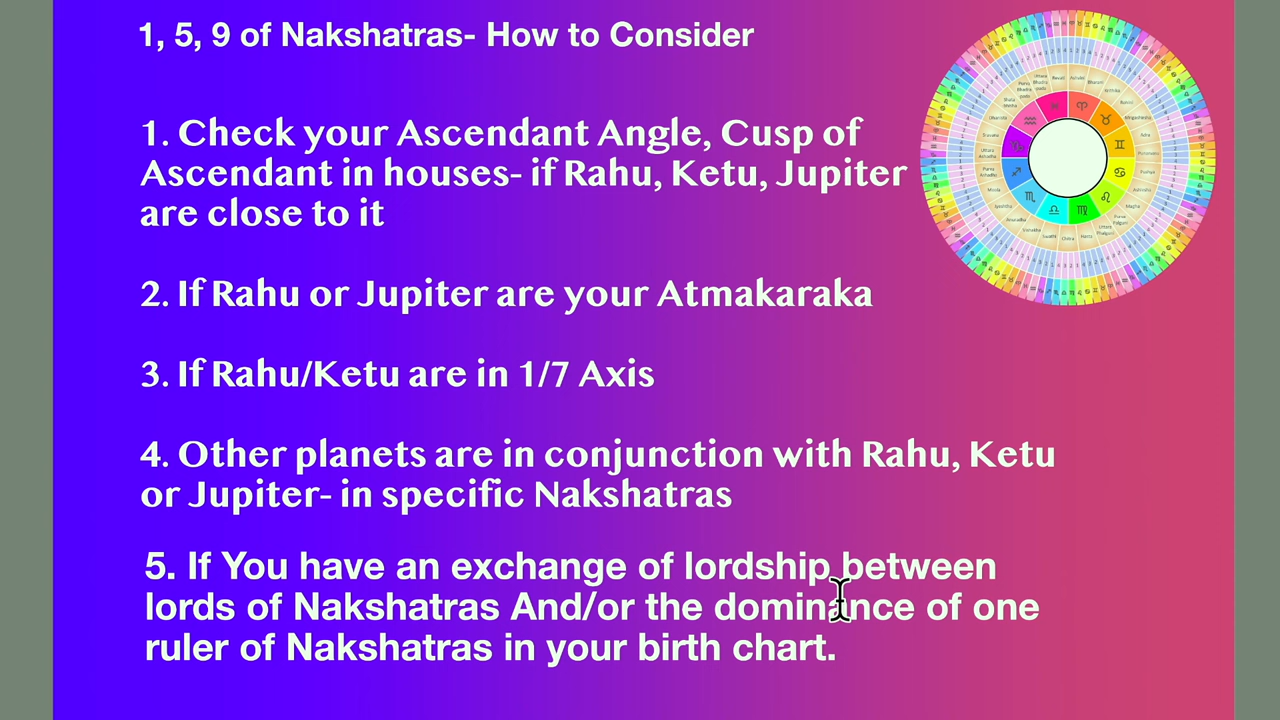 1, 5, 9 of Nakshatras- How to Consider
1. Check your Ascendant Angle, Cusp of
Ascendant in houses- if Rahu, Ketu, Jupiter
are close to it
2. If Rahu or Jupiter are your Atmakaraka
3. If Rahu/Ketu are in 1/7 Axis
4. Other planets are in conjunction with Rahu, Ketu
or Jupiter- in specific Nakshatras
5. If You have an exchange of lordship between
lords of Nakshatras And/or the dominance of one
ruler of Nakshatras in your birth chart.